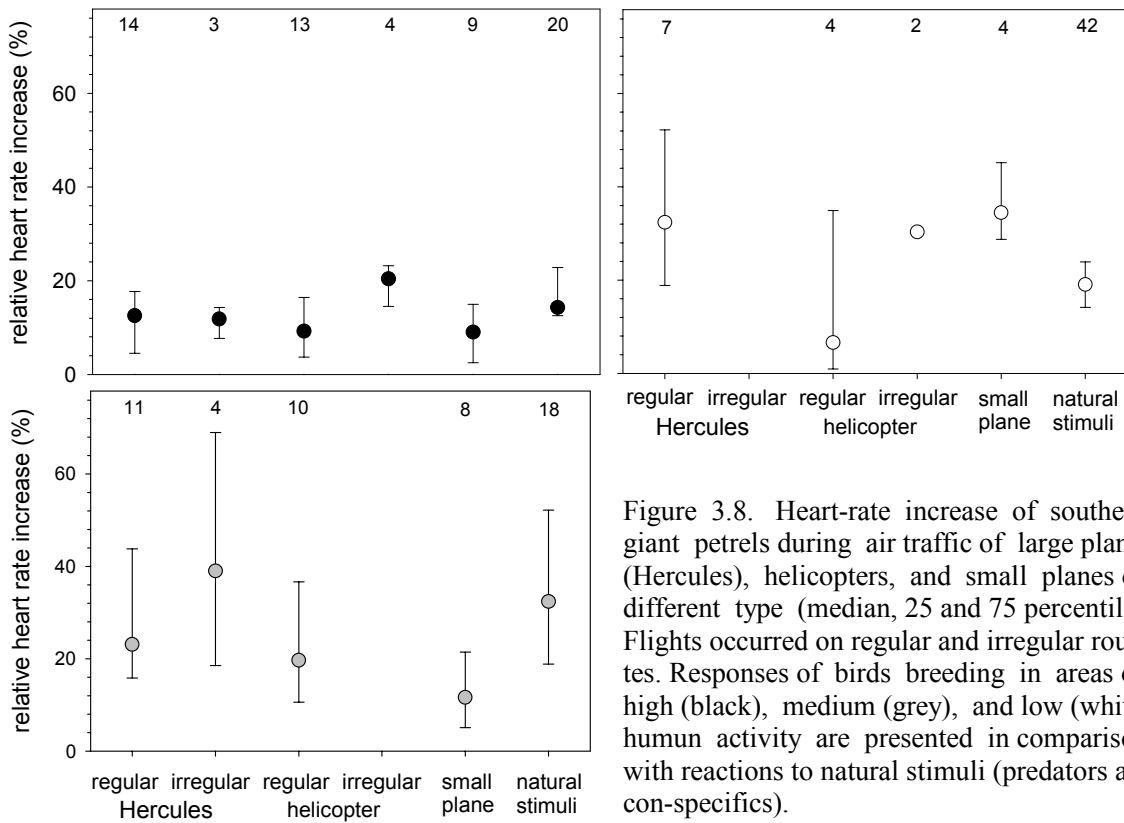 14 3 13 4 9 20
relative heart rate increase (%)
60
40
20
0
7 4 2 4 42
regular irregular regular irregular small natural
Hercules helicopter plane stimuli
11 4 10 8 18
relative heart rate increase (%)
60
40
20
0
regular irregular regular irregular small natural
Hercules helicopter plane stimuli
Figure 3.8. Heart-rate increase of
giant petrels during air traffic of large
(Hercules), helicopters, and small planes
different type (median, 25 and 75
Flights occurred on regular and irregular rou-
tes. Responses of birds breeding in areas
high (black), medium (grey), and low
humun activity are presented in
with reactions to natural stimuli (predators
con-specifics).